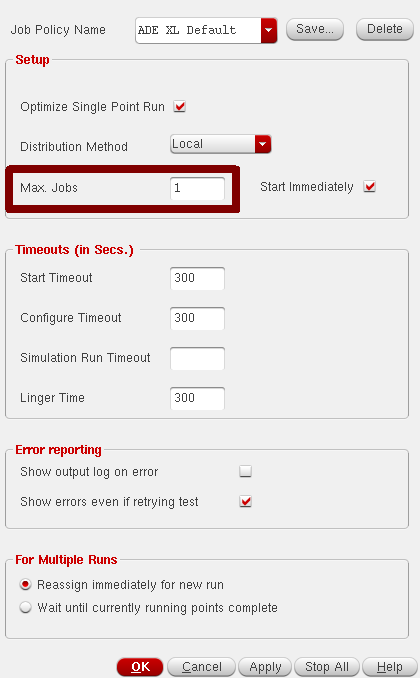 Job Policy Name ADE XL Default Save... Delete
Setup
Optimize Single Point Run
Distribution Method Local
Max. Jobs 1 Start Immediately
Timeouts (in Secs.)
Start Timeout 300
Configure Timeout 300
Simulation Run Timeout
Linger Time 300
Error reporting
Show output log on error
Show errors even if retrying test
For Multiple Runs
Reassign immediately for new run
Wait until currently running points complete
OK Cancel Apply Stop All Help